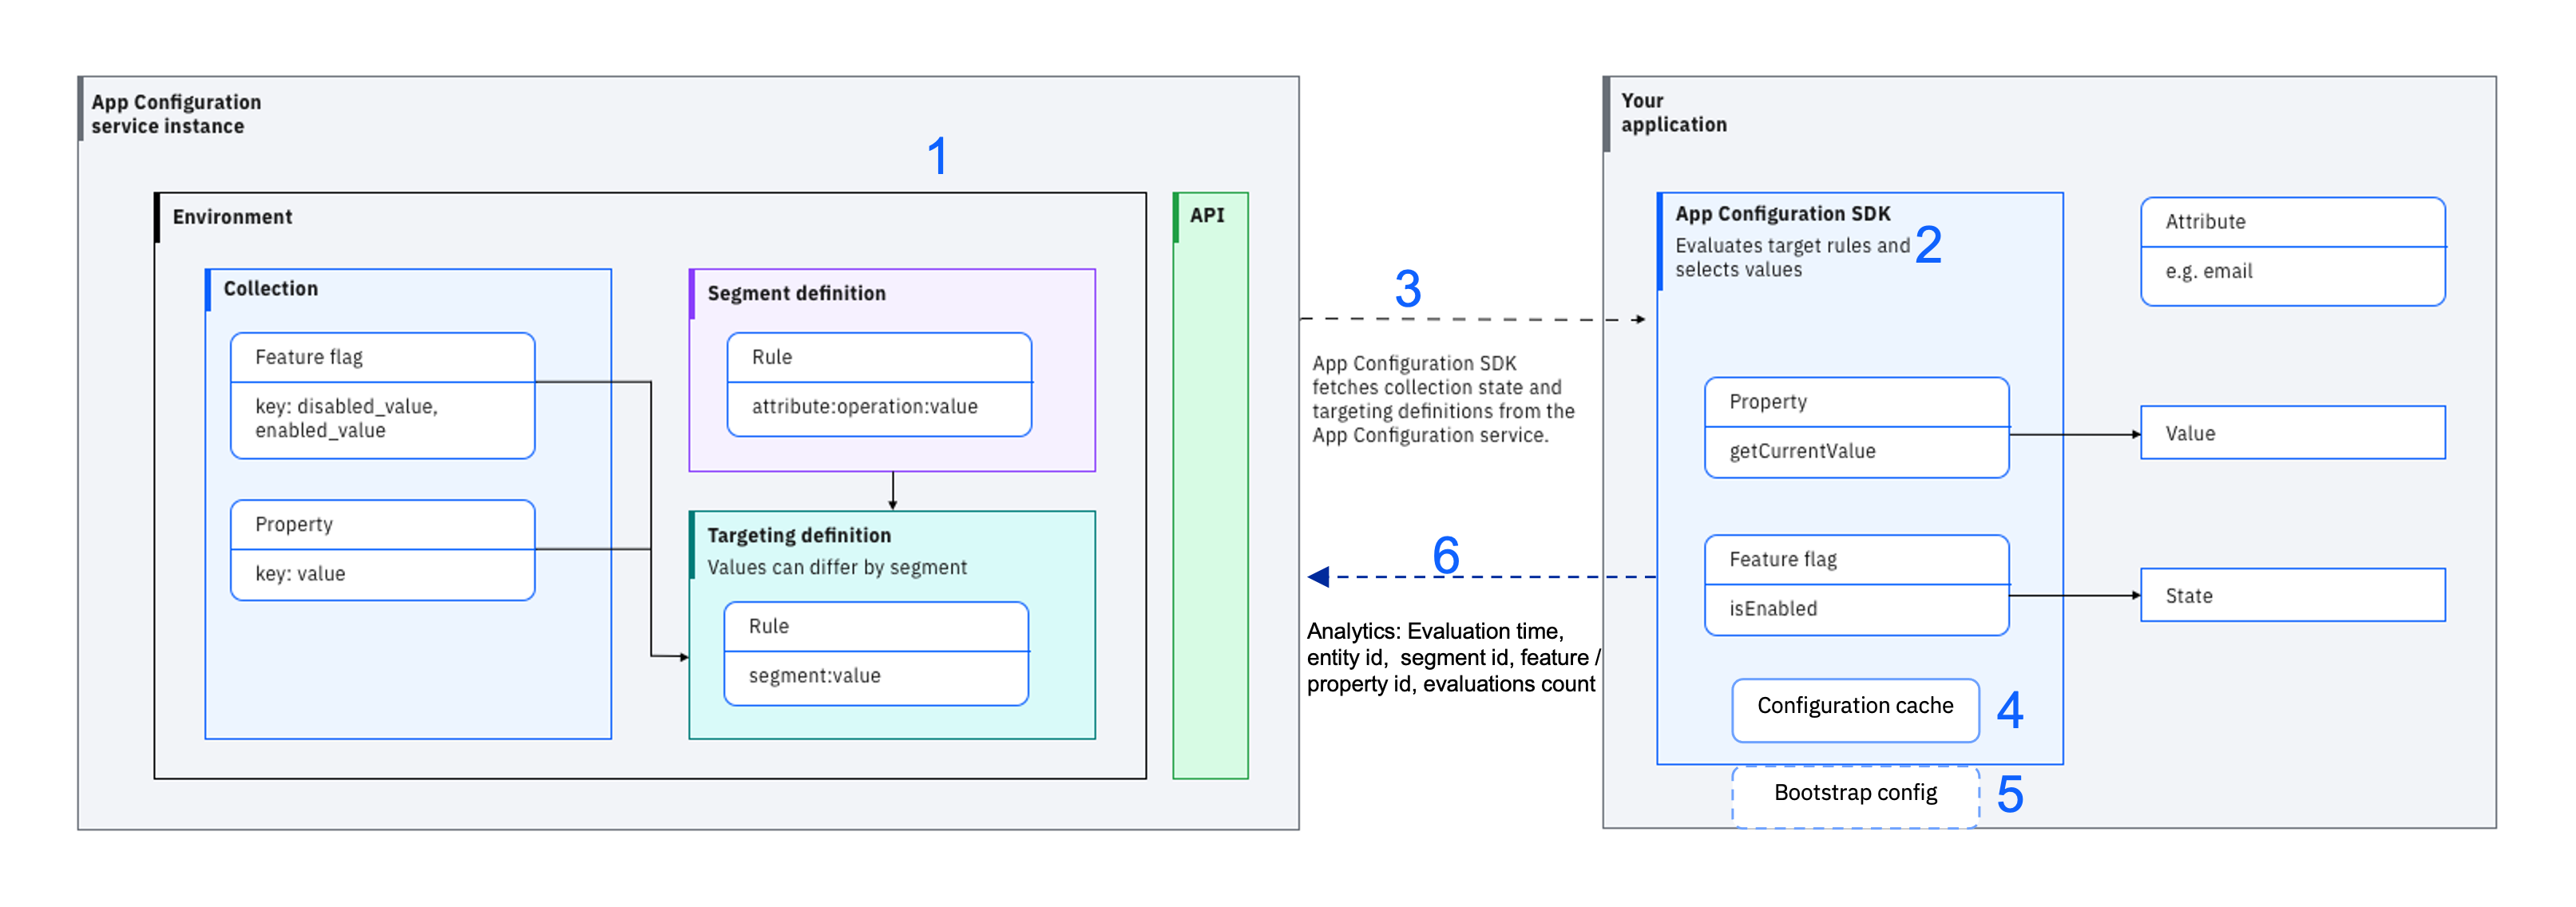 App Configuration
service instance
1
Environment
Collection
Feature flag
key: disabled_value,
enabled_value
Property
key: value
Segment definition
Rule
attribute:operation:value
Targeting definition
Values can differ by segment
Rule
segment:value
API
3
App Configuration SDK
fetches collection state and
targeting definitions from the
App Configuration service.
6
Analytics: Evaluation time,
entity id, segment id, feature /
property id, evaluations count
Your
application
App Configuration SDK
Evaluates target rules and
selects values
2
Property
getCurrentValue
Feature flag
isEnabled
Configuration cache
4
Bootstrap config
5
Attribute
e.g. email
Value
State